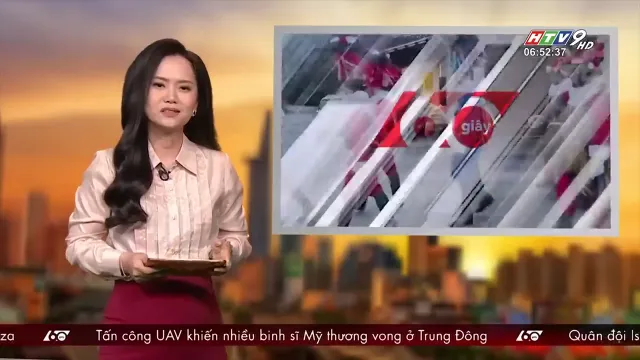 HTV9 HD
06:52:37
60 giây
za 60 Tấn công UAV khiến nhiều binh sĩ Mỹ thương vong ở Trung Đông 60 Quân đội Is